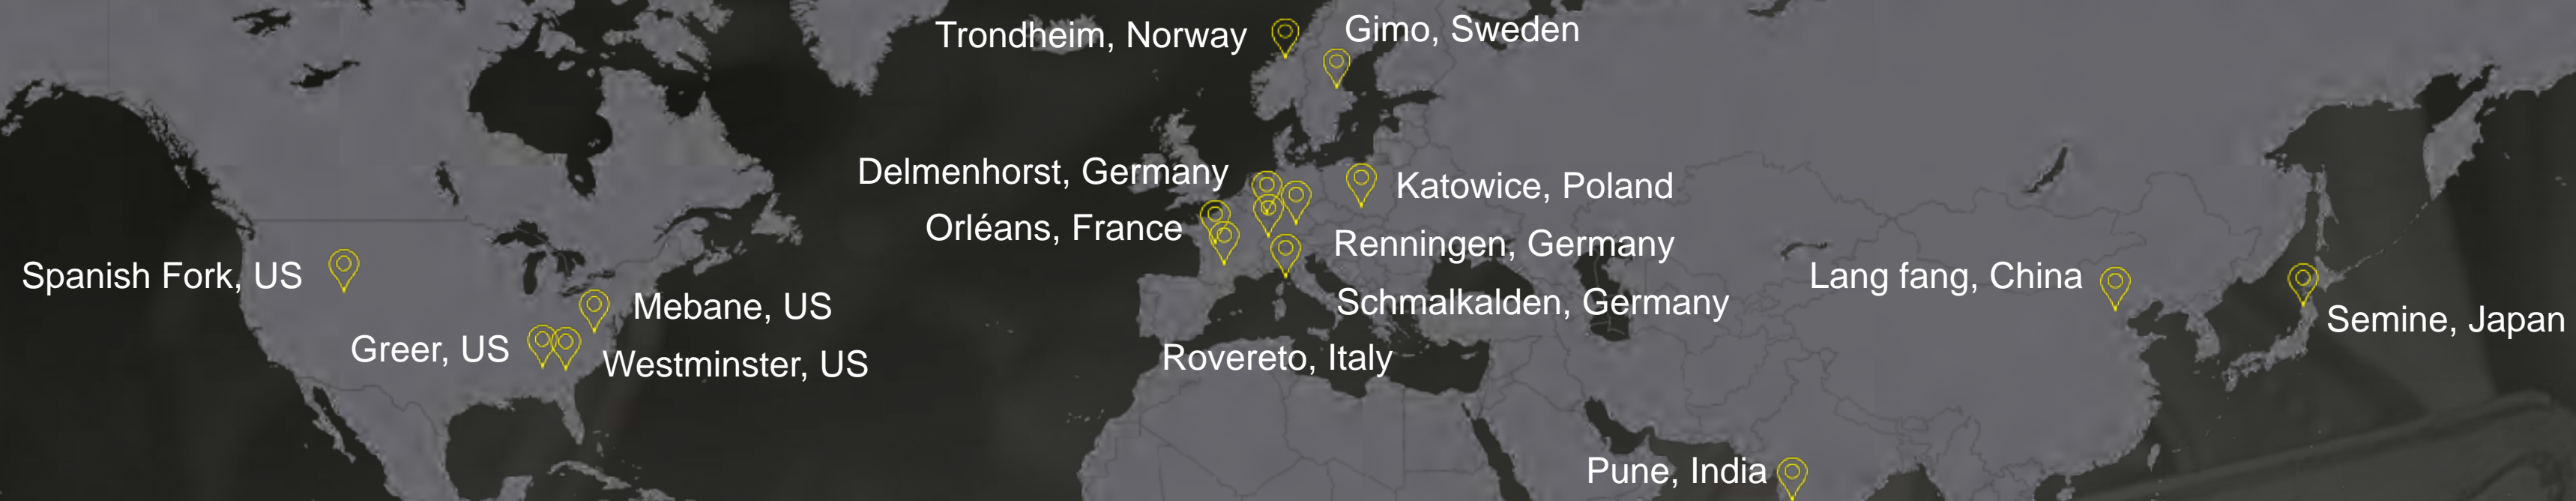 Trondheim, Norway
Gimo, Sweden
Delmenhorst, Germany
Katowice, Poland
Orléans, France
Renningen, Germany
Spanish Fork, US
Lang fang, China
Mebane, US
Schmalkalden, Germany
Semine, Japan
Greer, US
Westminster, US
Rovereto, Italy
Pune, India